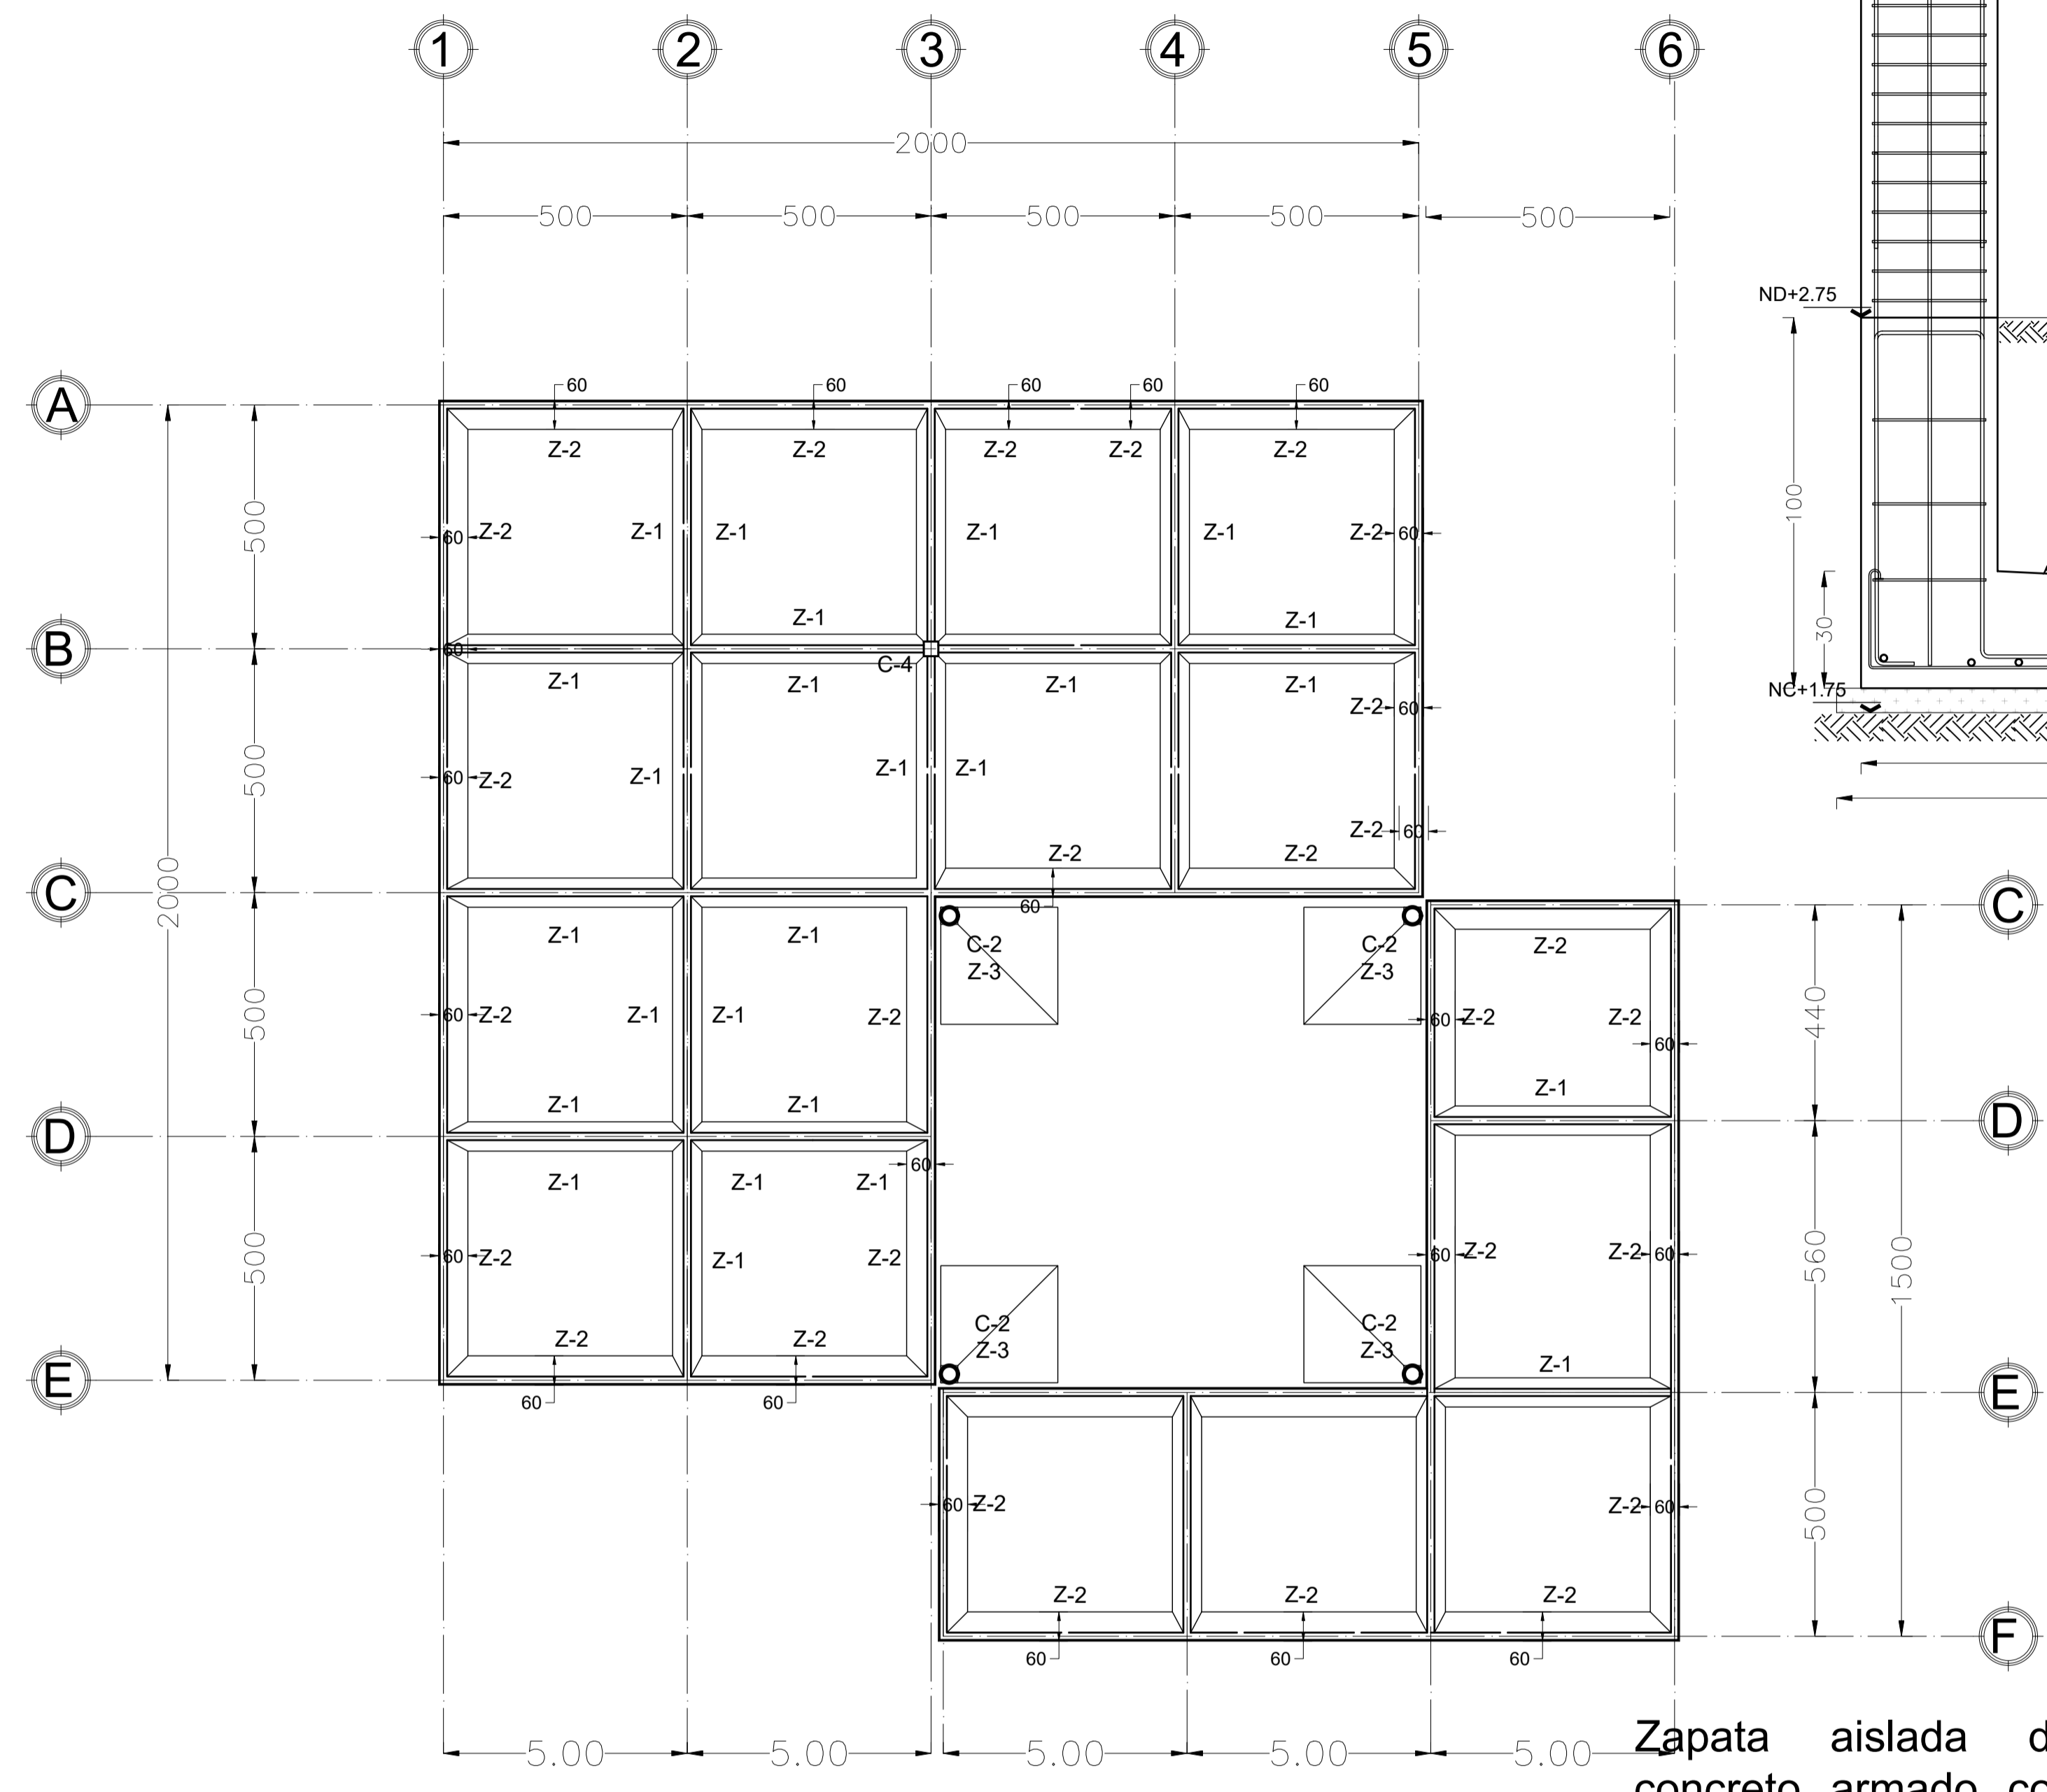 1 2 3 4 5 6
2000
500 500 500 500 500
ND+2.75
60 60 60 60 60
A
Z-2 Z-2 Z-2 Z-2 Z-2
500
100
60 Z-2 Z-1 Z-1 Z-1 Z-1 Z-2 60
Z-1 Z-1
30
B
60
C-4
Z-1 Z-1 Z-1 Z-1
NC+1.75
Z-2 60
500
60 Z-2 Z-1 Z-1 Z-1
Z-2 60
Z-2 Z-2
C
2000
60
C
Z-1 Z-1
C-2 C-2
Z-2
Z-3 Z-3
500
60 Z-2 Z-1 Z-1 Z-2
60 Z-2 Z-2
440
60
Z-1
Z-1 Z-1
D
D
60
Z-1 Z-1 Z-1
500
60 Z-2 Z-1 Z-2
60 Z-2 Z-2 60
560
1500
C-2 C-2
Z-2 Z-2
Z-3 Z-3
Z-1
E
E
60 60
60 Z-2
Z-2 60
500
Z-2 Z-2 Z-2
F
60 60 60
5.00 5.00 5.00 5.00 5.00
Zapata aislada d
concreto armado co